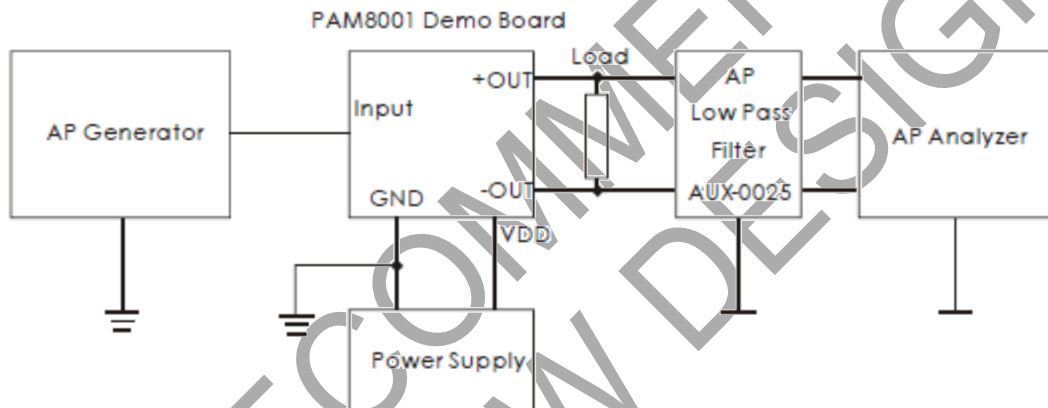 PAM8001 Demo Board
AP Generator
Input
+OUT
-OUT
GND
VDD
Load
AP
Low Pass
Filtêr
AUX-0025
AP Analyzer
Power Supply